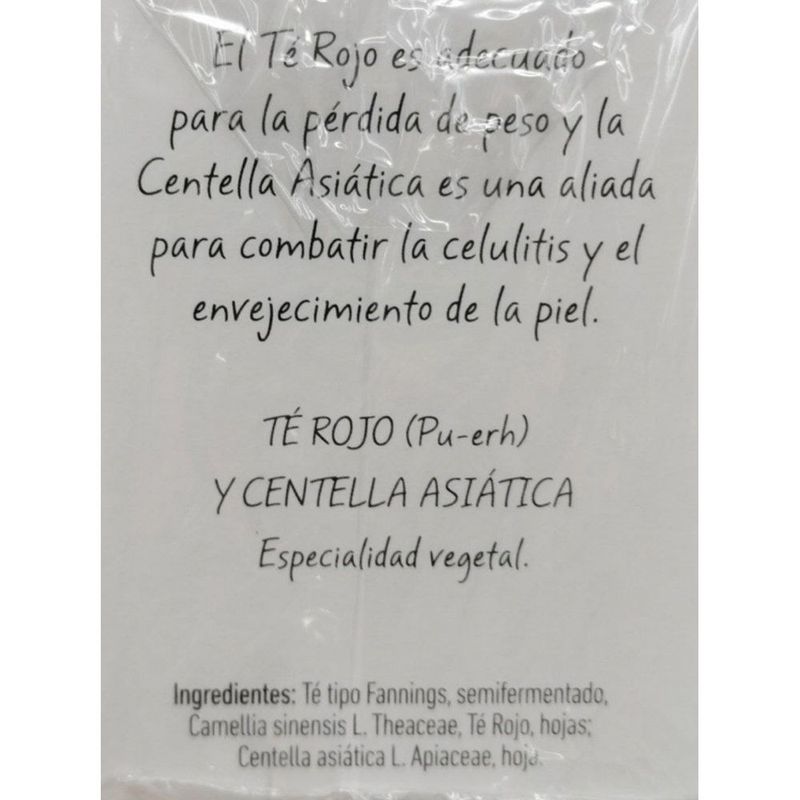 El Té Rojo es adecuado
para la pérdida de peso y la
Centella Asiática es una aliada
para combatir la celulitis y el
envejecimiento de la piel.
TÉ ROJO (Pu-erh)
Y CENTELLA ASIÁTICA
Especialidad vegetal.
Ingredientes: Té tipo Fannings, semifermentado,
Camellia sinensis L. Theaceae, Té Rojo, hojas;
Centella asiática L. Apiaceae, hoja.